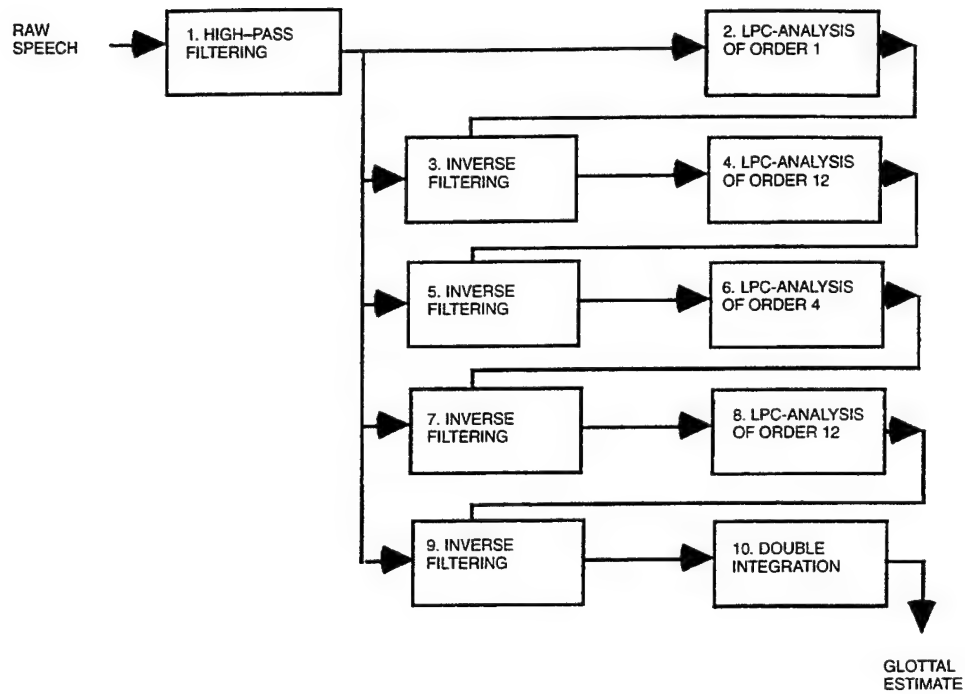 RAW
SPEECH
1. HIGH–PASS
FILTERING
2. LPC-ANALYSIS
OF ORDER 1
3. INVERSE
FILTERING
4. LPC-ANALYSIS
OF ORDER 12
5. INVERSE
FILTERING
6. LPC-ANALYSIS
OF ORDER 4
7. INVERSE
FILTERING
8. LPC-ANALYSIS
OF ORDER 12
9. INVERSE
FILTERING
10. DOUBLE
INTEGRATION
GLOTTAL
ESTIMATE